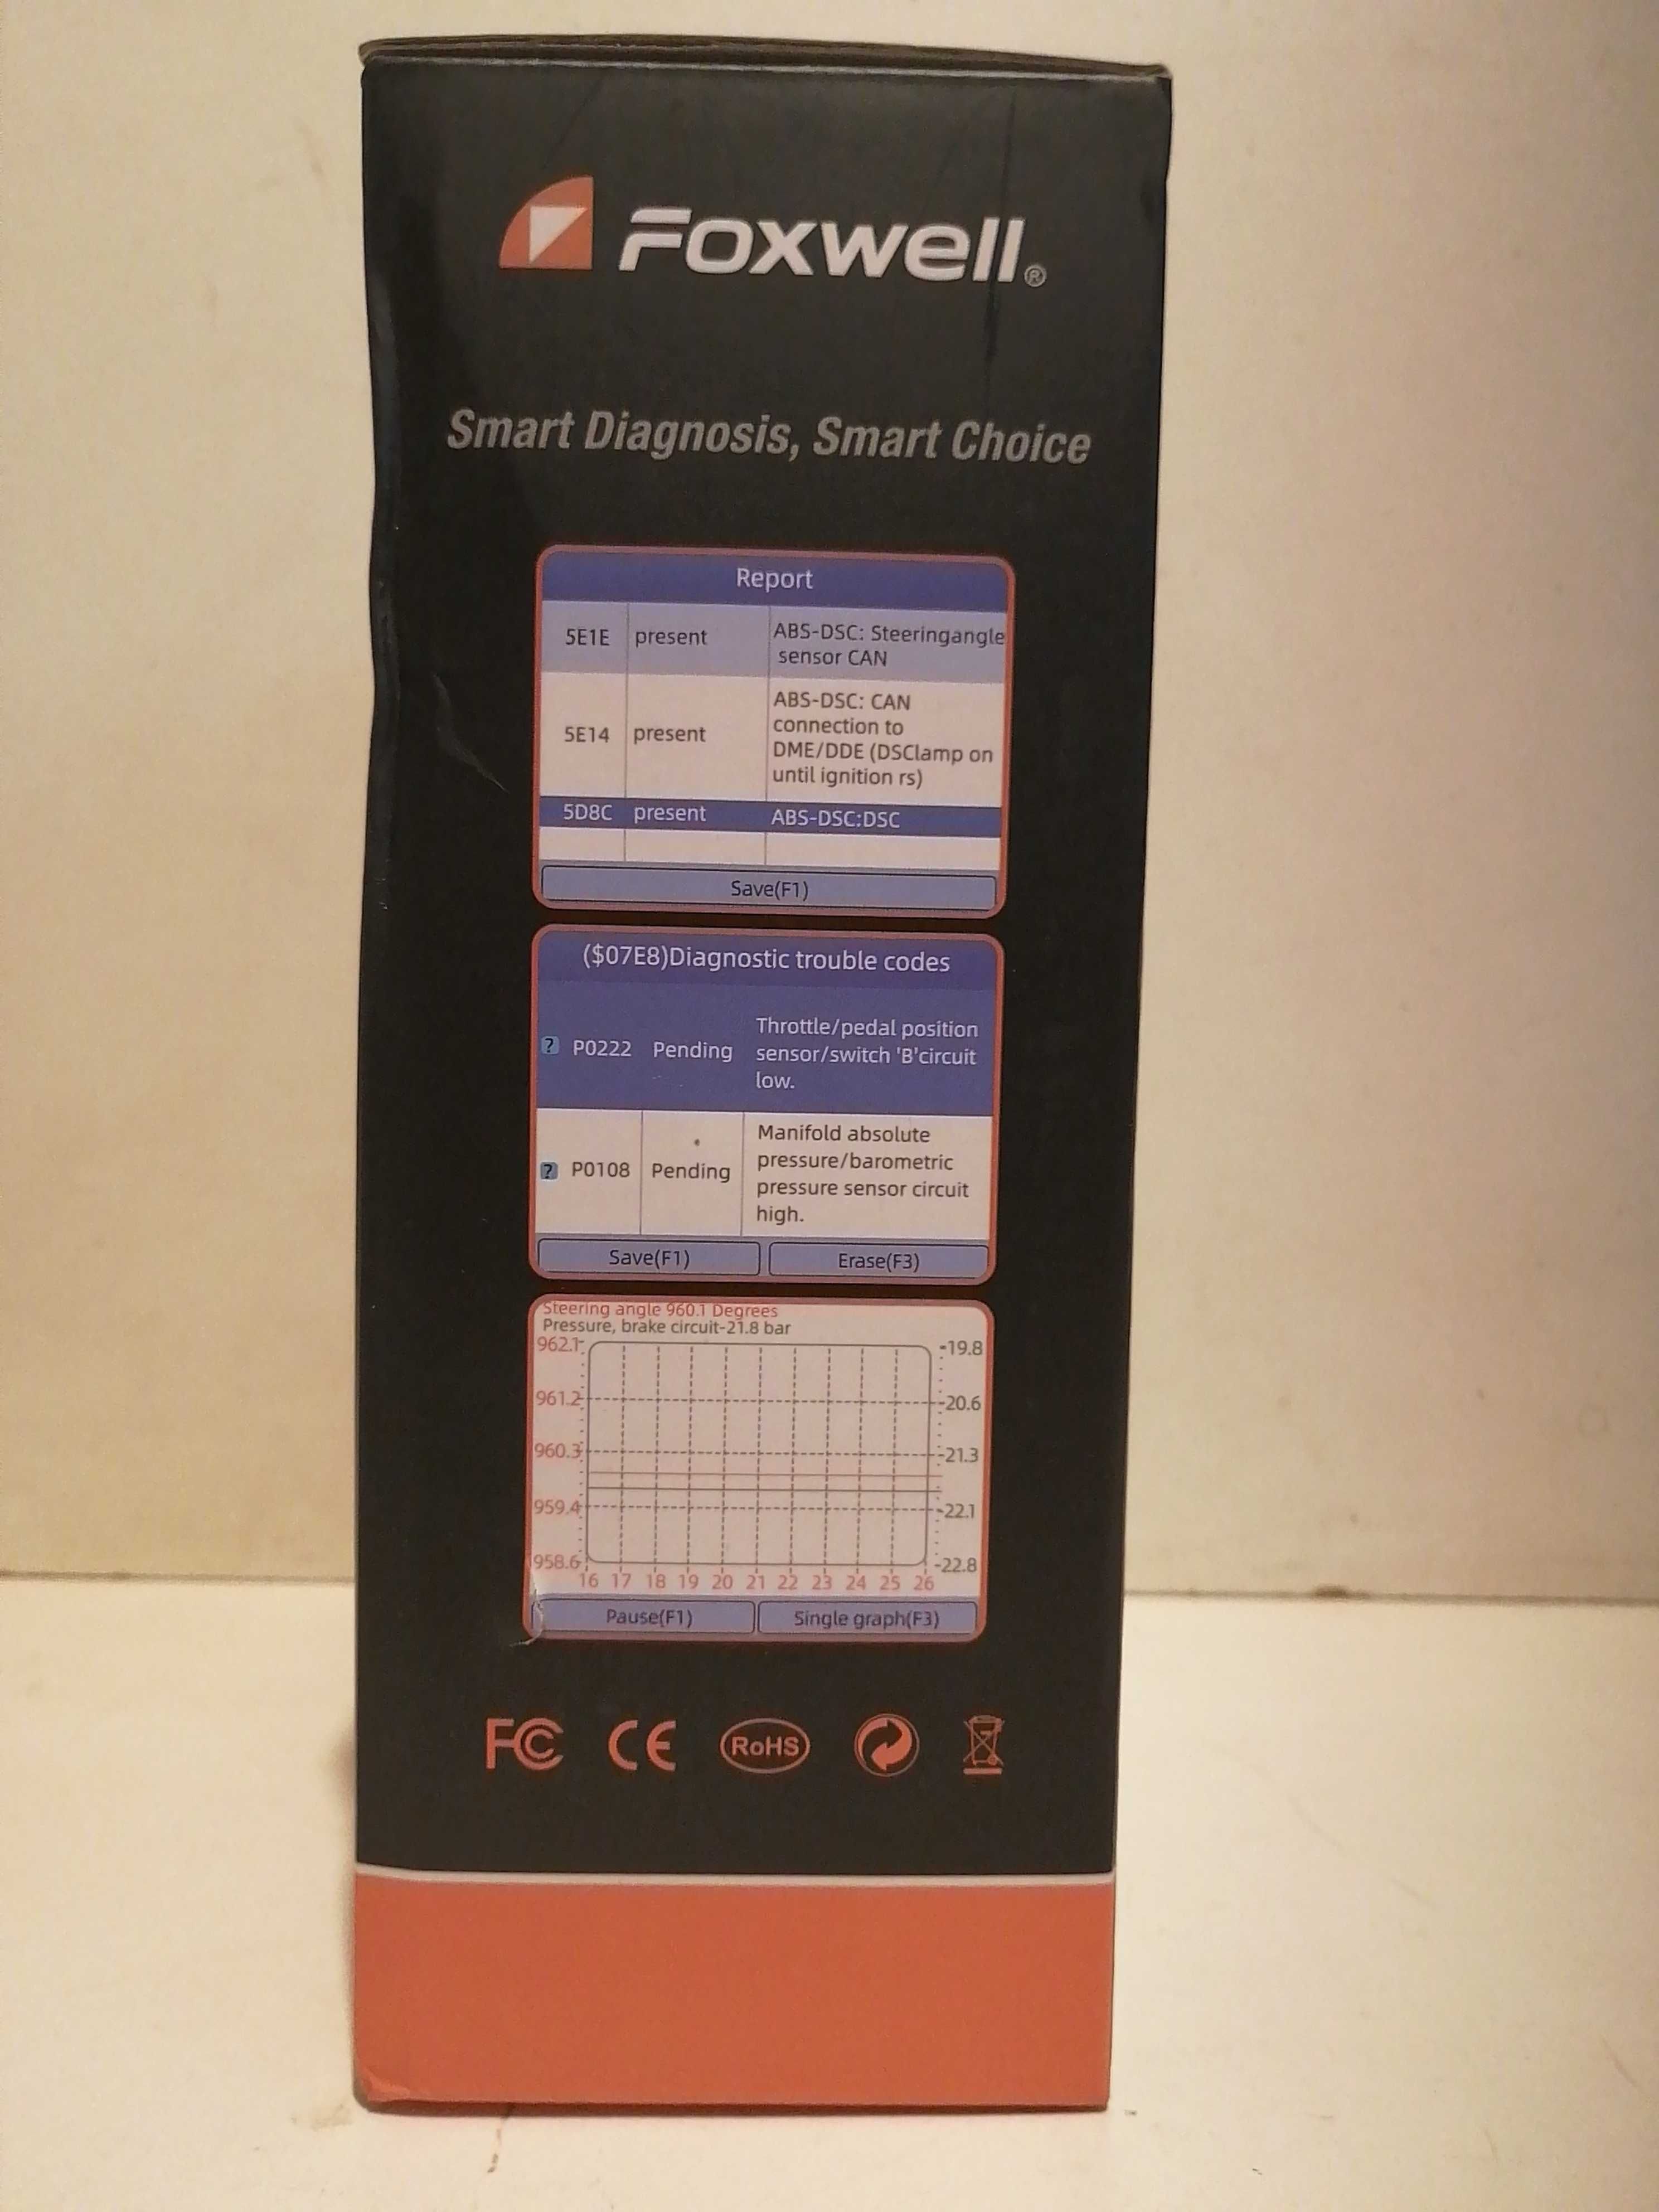 Foxwell®
Smart Diagnosis, Smart Choice
Report
5E1E present ABS-DSC: Steeringangle
sensor CAN
5E14 present ABS-DSC: CAN
connection to
DME/DDE (DSClamp on
until ignition rs)
5D8C present ABS-DSC:DSC
Save(F1)
($07E8)Diagnostic trouble codes
? P0222 Pending Throttle/pedal position
sensor/switch 'B'circuit
low.
? P0108 Pending Manifold absolute
pressure/barometric
pressure sensor circuit
high.
Save(F1) Erase(F3)
Steering angle 960.1 Degrees
Pressure, brake circuit-21.8 bar
962.1 -19.8
961.2 -20.6
960.3 -21.3
959.4 -22.1
958.6 -22.8
16 17 18 19 20 21 22 23 24 25 26
Pause(F1) Single graph(F3)
FC CE RoHS